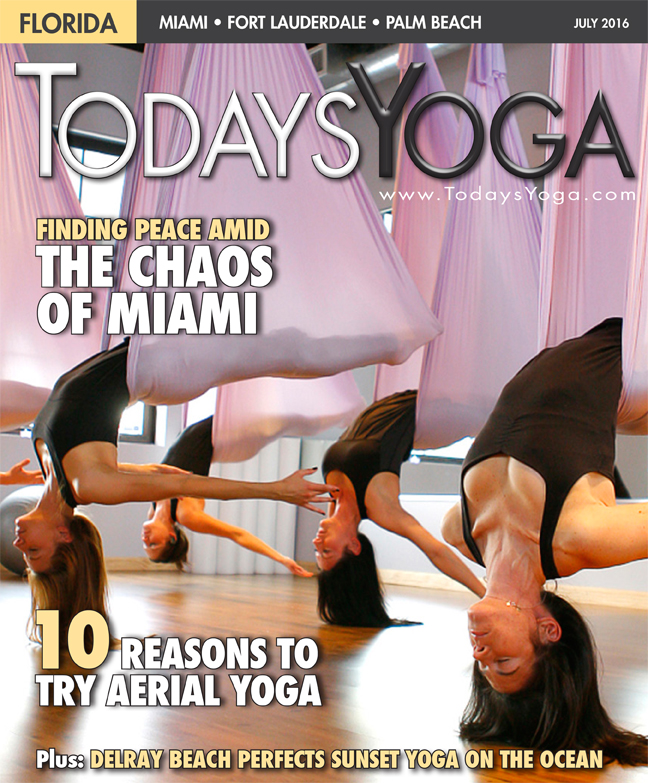 FLORIDA
MIAMI • FORT LAUDERDALE • PALM BEACH
JULY 2016
TODAYSYOGA
www.TodaysYoga.com
FINDING PEACE AMID
THE CHAOS
OF MIAMI
10 REASONS TO
TRY AERIAL YOGA
Plus: DELRAY BEACH PERFECTS SUNSET YOGA ON THE OCEAN